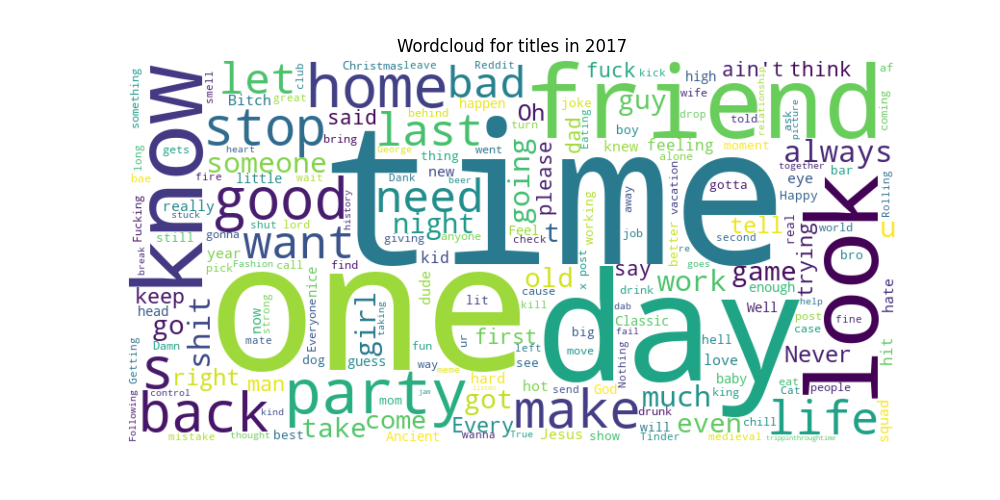 Wordcloud for titles in 2017
something
smell
let
club
Christmas
leave
Reddit
fuck
kick
high
ain't think
af
Bitch
great
home
bad
happen
joke
guy
wife
drop
relationship
coming
know
stop
said
behind
Oh
dad
Eating
boy
told
ask
picture
bring
last
turn
knew
feeling
friend
always
long
gets
heart
George
thing
went
going
please
alone
moment
together
bae
fire
someone
wait
new
Dank
beer
little
need
time
eye
bar
Rolling
Fucking
really
good
history
night
Feel
t
working
away
vacation
gotta
Happy
stuck
shut
lord
giving
anyone
check
job
better
second
tell
real
world
u
still
gonna
want
kid
re
goes
trying
look
bro
break
year
pick
Fashion
call
find
old
x post
say
work
game
enough
hate
keep
shit
now
strong
nice
Everyone
girl
taking
dude
lit
cause
kill
one
day
drink
dab
Well
help
post
case
fine
head
go
ur
first
big
Classic
fail
Damn
mate
dog
guess
fun
way
see
left
move
Nothing
hell
love
Never
hit
Following
Getting
s
right
man
control
party
mom
meme
jam
hard
listen
got
hot
send
God
baby
king
eat
Cat
people
back
kind
take
come
Every
make
drunk
much
life
squad
mistake
thought
best
Ancient
wanna
True
Jesus
show
will
Tinder
even
chill
medieval
trippinthroughtime